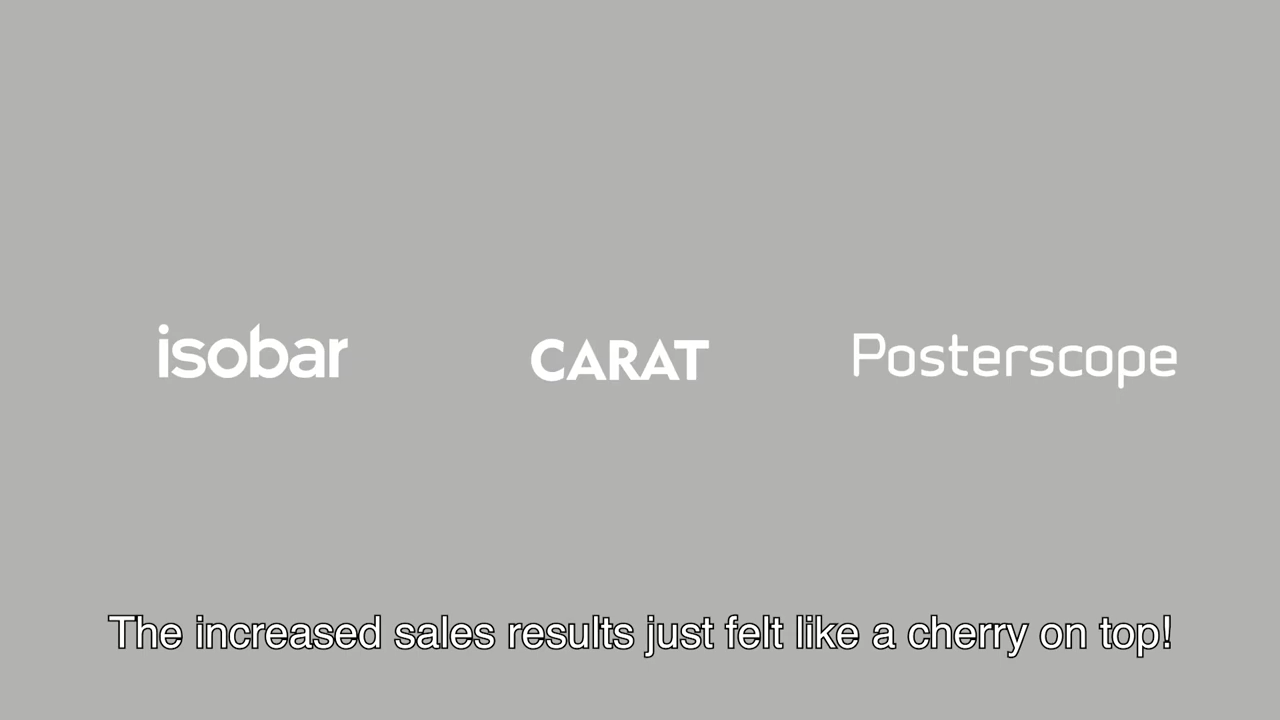 isobar
CARAT
Posterscope
The increased sales results just felt like a cherry on top!